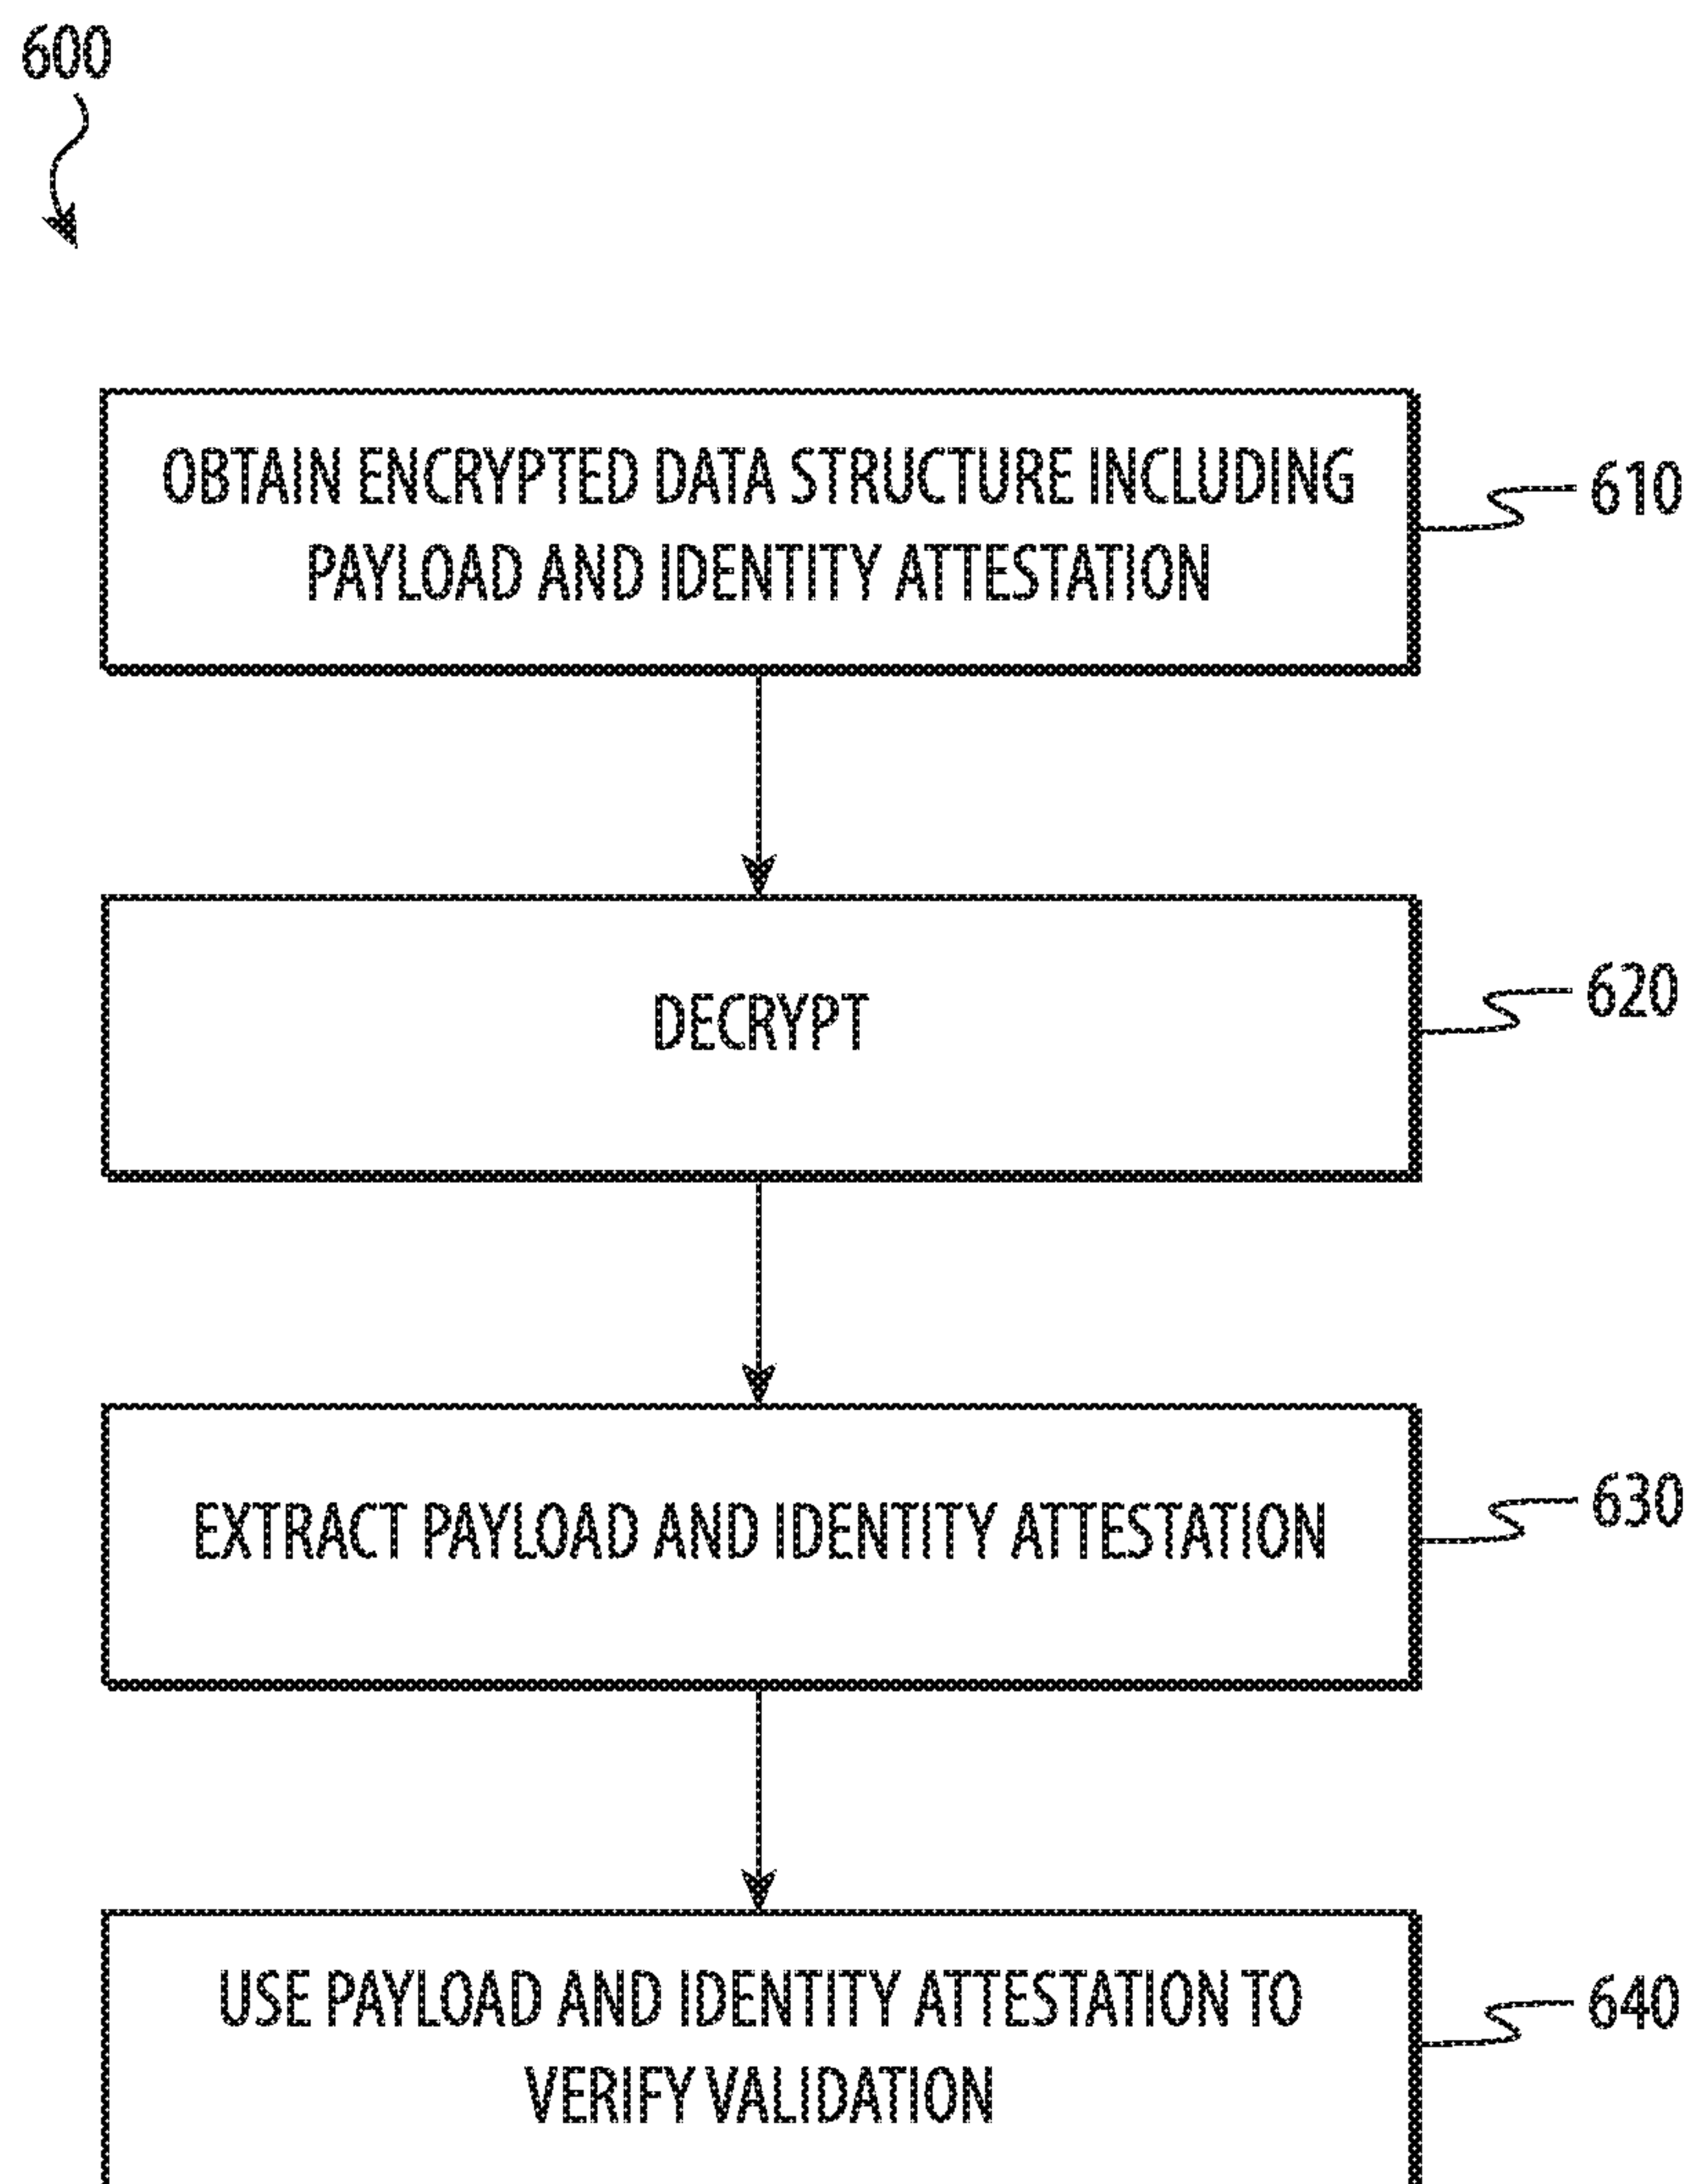 600
OBTAIN ENCRYPTED DATA STRUCTURE INCLUDING
PAYLOAD AND IDENTITY ATTESTATION
610
DECRYPT
620
EXTRACT PAYLOAD AND IDENTITY ATTESTATION
630
USE PAYLOAD AND IDENTITY ATTESTATION TO
VERIFY VALIDATION
640